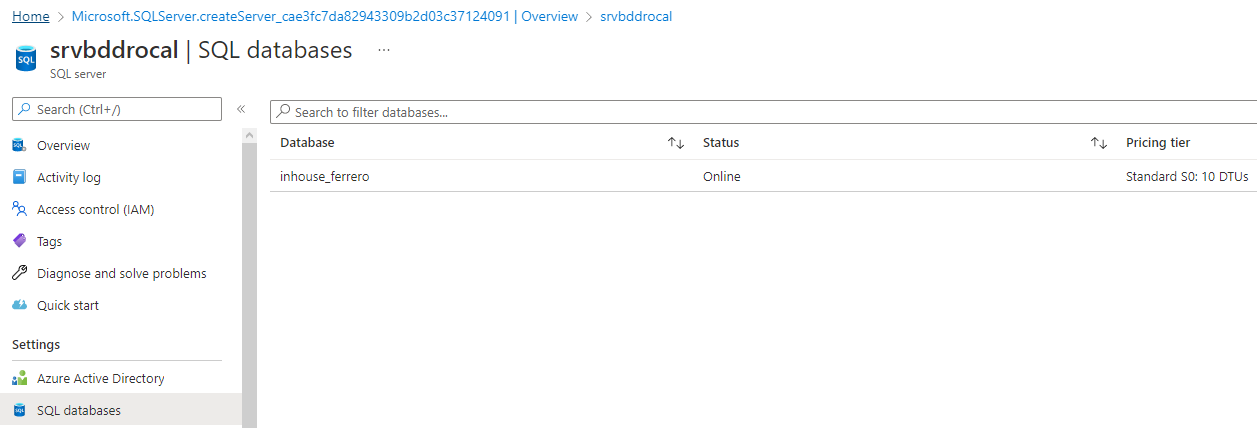 Home > Microsoft.SQLServer.createServer_cae3fc7da82943309b2d03c37124091 | Overview > srvbddrocal
srvbddrocal | SQL databases ...
SQL
SQL server
Search (Ctrl+/)
«
Overview
Activity log
Access control (IAM)
Tags
Diagnose and solve problems
Quick start
Settings
Azure Active Directory
SQL databases
Search to filter databases...
Database ↑↓ Status ↑↓ Pricing tier
inhouse_ferrero Online Standard S0: 10 DTUs